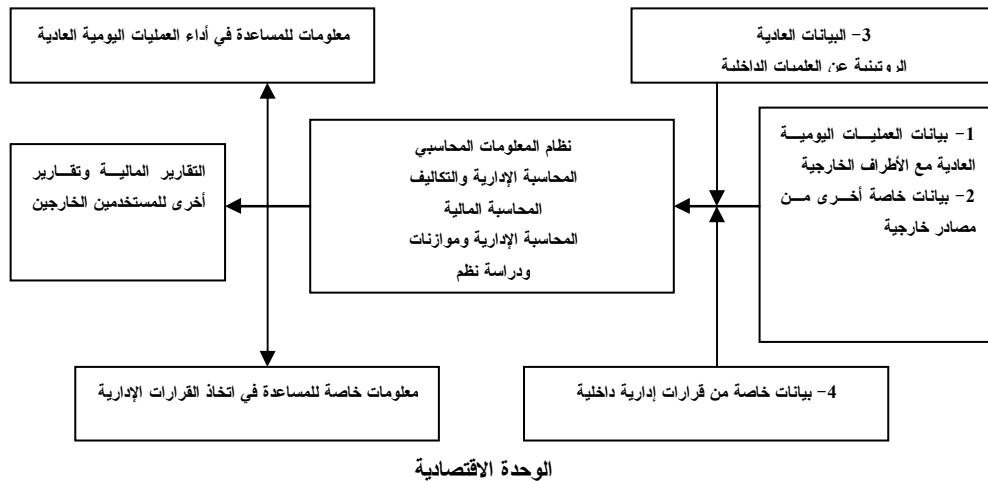 3- البيانات العادية
الروتينية عن العلميات الداخلية
معلومات للمساعدة في أداء العمليات اليومية العادية
1- بيانات العمليات اليومية
العادية مع الأطراف الخارجية
2- بيانات خاصة أخرى من
مصادر خارجية
نظام المعلومات المحاسبي
المحاسبة الإدارية والتكاليف
المحاسبة المالية
المحاسبة الإدارية وموازنات
ودراسة نظم
التقارير المالية وتقارير
أخرى للمستخدمين الخارجين
4- بيانات خاصة من قرارات إدارية داخلية
معلومات خاصة للمساعدة في اتخاذ القرارات الإدارية
الوحدة الاقتصادية